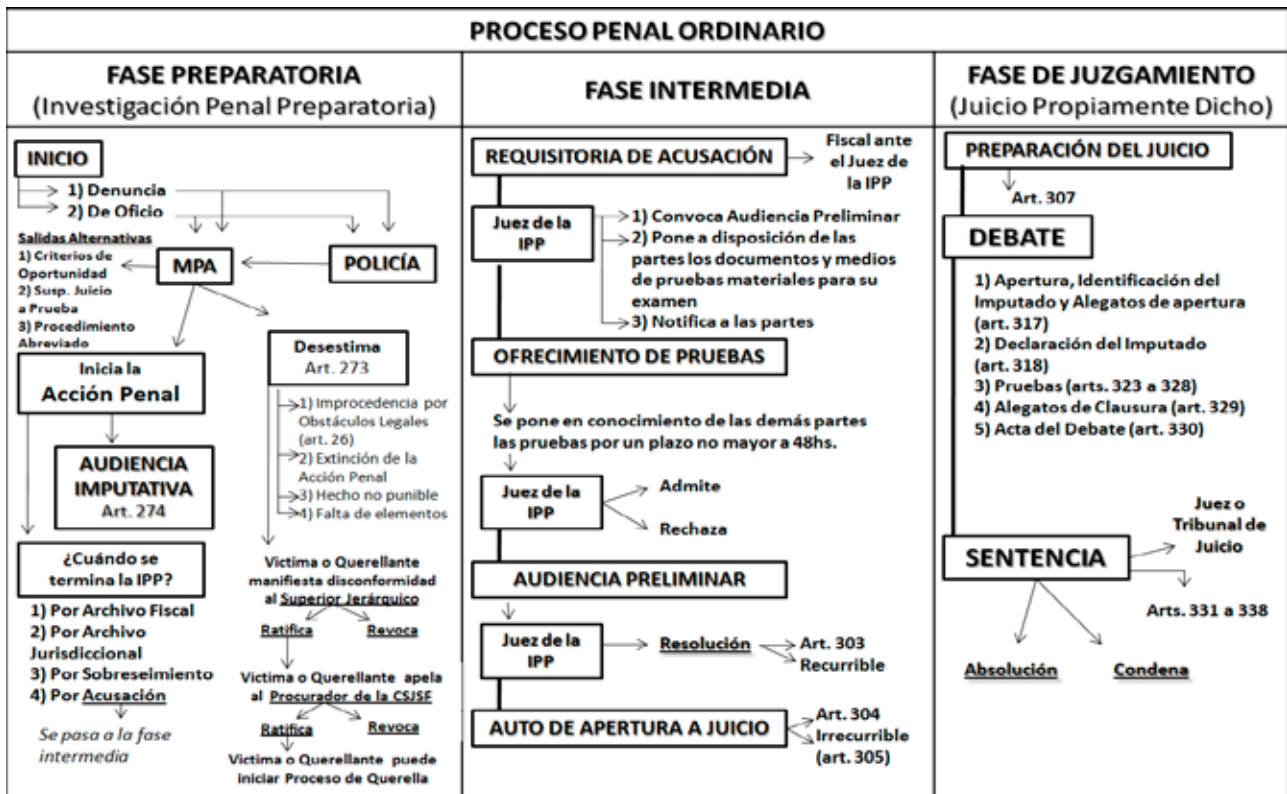 PROCESO PENAL ORDINARIO
FASE PREPARATORIA
(Investigación Penal Preparatoria)
INICIO
1) Denuncia
2) De Oficio
Salidas Alternativas
1) Criterios de
Oportunidad
2) Susp. Juicio
a Prueba
3) Procedimiento
Abreviado
MPA
POLICÍA
Inicia la
Acción Penal
Desestima
Art. 273
1) Improcedencia por
Obstáculos Legales
(art. 26)
2) Extinción de la
Acción Penal
3) Hecho no punible
4) Falta de elementos
AUDIENCIA
IMPUTATIVA
Art. 274
¿Cuándo se
termina la IPP?
1) Por Archivo Fiscal
2) Por Archivo
Jurisdiccional
3) Por Sobreseimiento
4) Por Acusación
Se pasa a la fase
intermedia
Victima o Querellante
manifiesta disconformidad
al Superior Jerárquico
Ratifica
Revoca
Victima o Querellante apela
al Procurador de la CSJSE
Ratifica
Revoca
Victima o Querellante puede
iniciar Proceso de Querella
FASE INTERMEDIA
REQUISITORIA DE ACUSACIÓN
Fiscal ante
el Juez de
la IPP
Juez de la
IPP
1) Convoca Audiencia Preliminar
2) Pone a disposición de las
partes los documentos y medios
de pruebas materiales para su
examen
3) Notifica a las partes
OFRECIMIENTO DE PRUEBAS
Se pone en conocimiento de las demás partes
las pruebas por un plazo no mayor a 48hs.
Juez de la
IPP
Admite
Rechaza
AUDIENCIA PRELIMINAR
Juez de la
IPP
Resolución
Art. 303
Recurrible
AUTO DE APERTURA A JUICIO
Art. 304
Irrecurrible
(art. 305)
FASE DE JUZGAMIENTO
(Juicio Propiamente Dicho)
PREPARACIÓN DEL JUICIO
Art. 307
DEBATE
1) Apertura, Identificación del
Imputado y Alegatos de apertura
(art. 317)
2) Declaración del Imputado
(art. 318)
3) Pruebas (arts. 323 a 328)
4) Alegatos de Clausura (art. 329)
5) Acta del Debate (art. 330)
SENTENCIA
Juez o
Tribunal de
Juicio
Arts. 331 a 338
Absolución
Condena